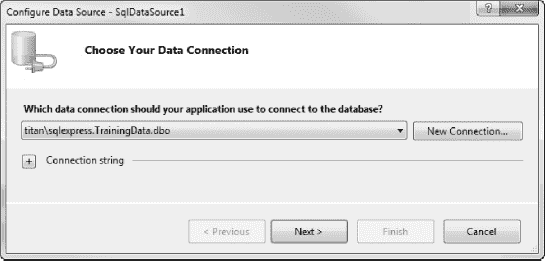 Configure Data Source - SqlDataSource1
?
Choose Your Data Connection
Which data connection should your application use to connect to the database?
titan\sqlexpress.TrainingData.dbo
New Connection...
+ Connection string
< Previous
Next >
Finish
Cancel